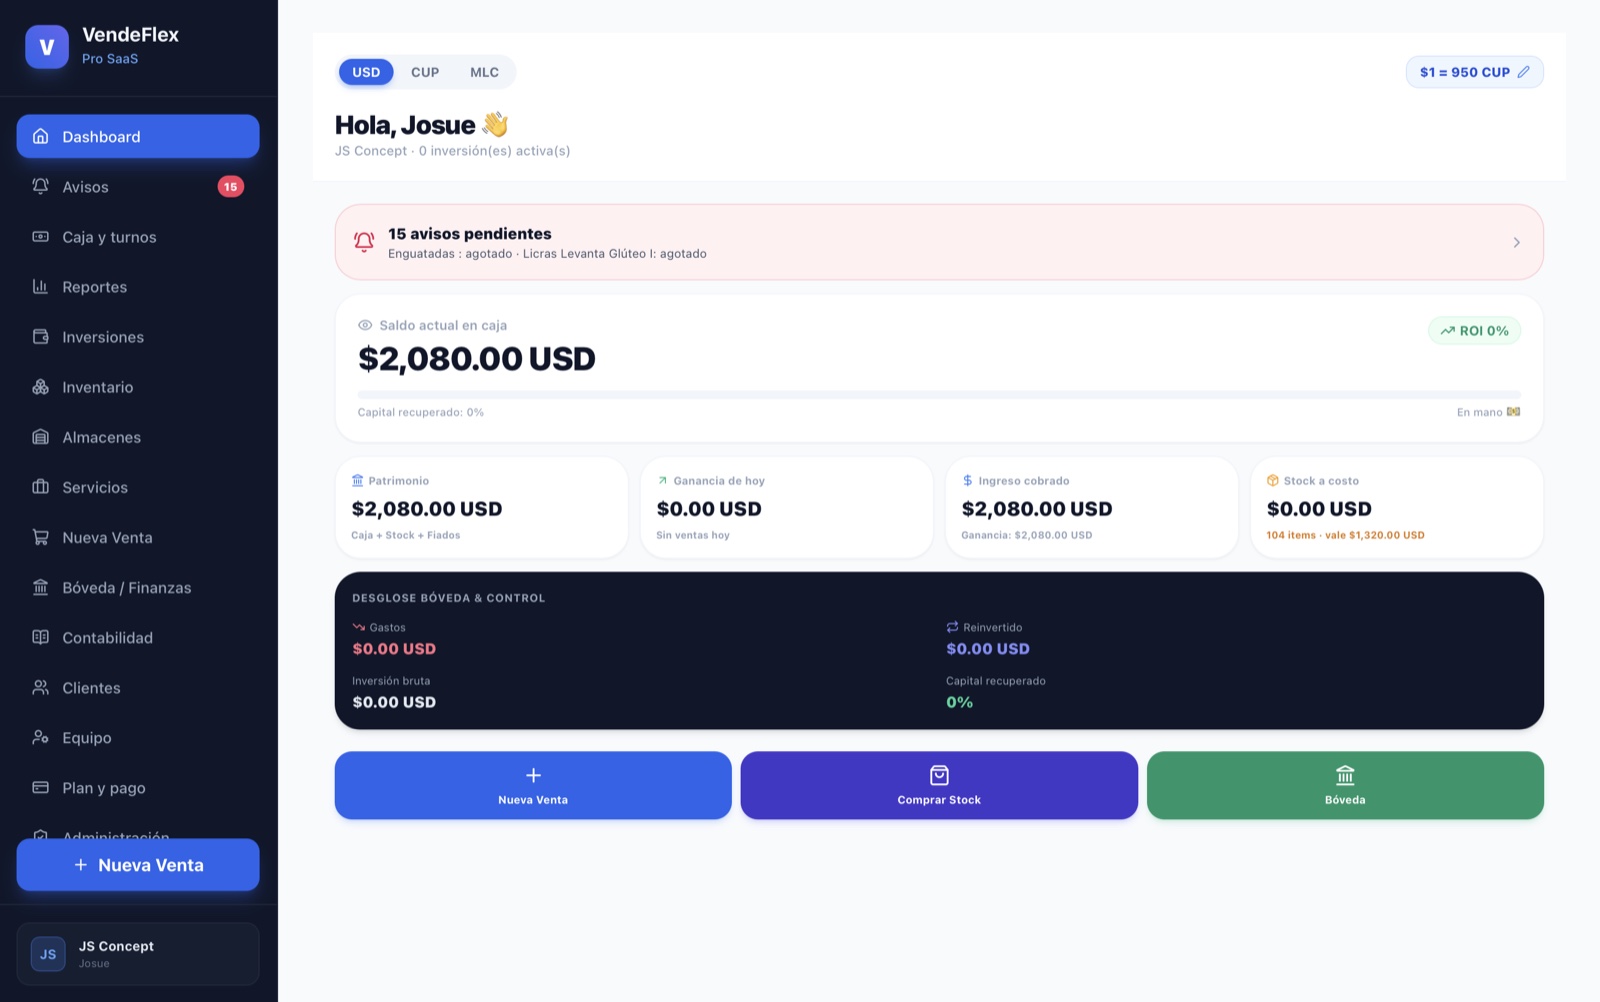 VendeFlex
Pro SaaS
Dashboard
Avisos 15
Caja y turnos
Reportes
Inversiones
Inventario
Almacenes
Servicios
Nueva Venta
Bóveda / Finanzas
Contabilidad
Clientes
Equipo
Plan y pago
Administración
+ Nueva Venta
JS
JS Concept
Josue
USD CUP MLC
$1 = 950 CUP
Hola, Josue 👋
JS Concept · 0 inversión(es) activa(s)
15 avisos pendientes
Enguatadas : agotado · Licras Levanta Glúteo I: agotado
Saldo actual en caja
ROI 0%
$2,080.00 USD
Capital recuperado: 0%
En mano 💵
Patrimonio
$2,080.00 USD
Caja + Stock + Fiados
Ganancia de hoy
$0.00 USD
Sin ventas hoy
Ingreso cobrado
$2,080.00 USD
Ganancia: $2,080.00 USD
Stock a costo
$0.00 USD
104 items · vale $1,320.00 USD
DESGLOSE BÓVEDA & CONTROL
Gastos
$0.00 USD
Reinvertido
$0.00 USD
Inversión bruta
$0.00 USD
Capital recuperado
0%
Nueva Venta
Comprar Stock
Bóveda